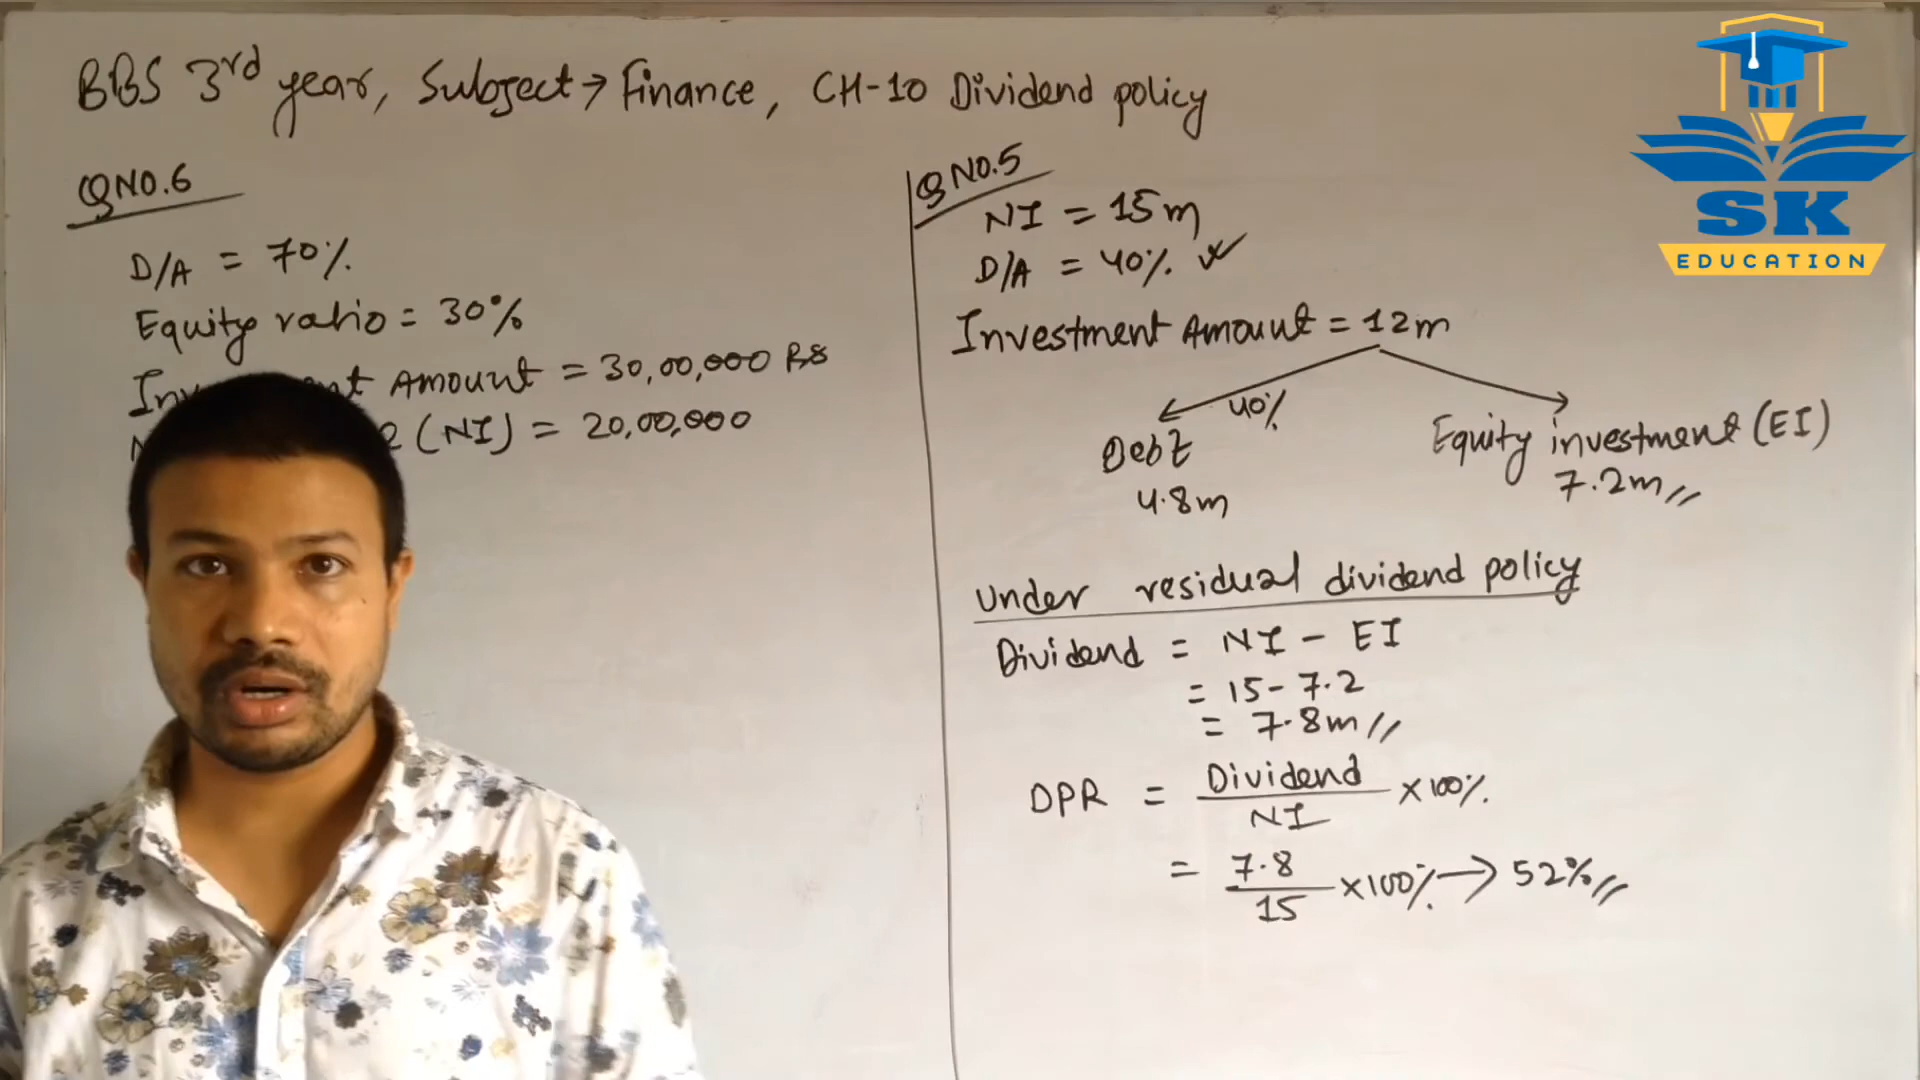 BBS 3rd year, Subject → Finance, CH-10 Dividend policy
QNO.6
D/A = 70%
Equity ratio = 30%
Amount = 30,00,000 Rs
(NI) = 20,00,000
QNO.5
NI = 15m
D/A = 40% ✓
Investment Amount = 12m
40%
Debt
4.8m
Equity investment (EI)
7.2m //
Under residual dividend policy
Dividend = NI - EI
= 15 - 7.2
= 7.8m //
DPR = Dividend / NI × 100%
= 7.8 / 15 × 100% → 52% //
SK
EDUCATION